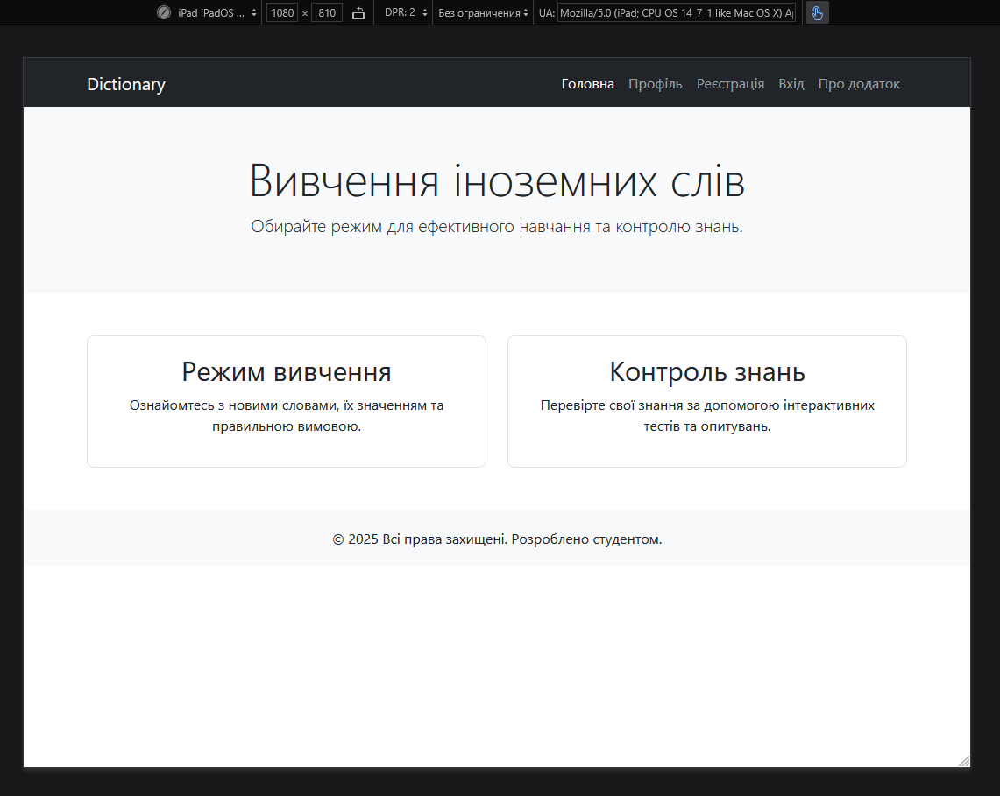 iPad iPadOS ... 1080 × 810 DPR: 2 Без ограничения UA: Mozilla/5.0 (iPad; CPU OS 14_7_1 like Mac OS X)
Dictionary Головна Профіль Реєстрація Вхід Про додаток
Вивчення іноземних слів
Обирайте режим для ефективного навчання та контролю знань.
Режим вивчення
Ознайомтесь з новими словами, їх значенням та
правильною вимовою.
Контроль знань
Перевірте свої знання за допомогою інтерактивних
тестів та опитувань.
© 2025 Всі права захищені. Розроблено студентом.